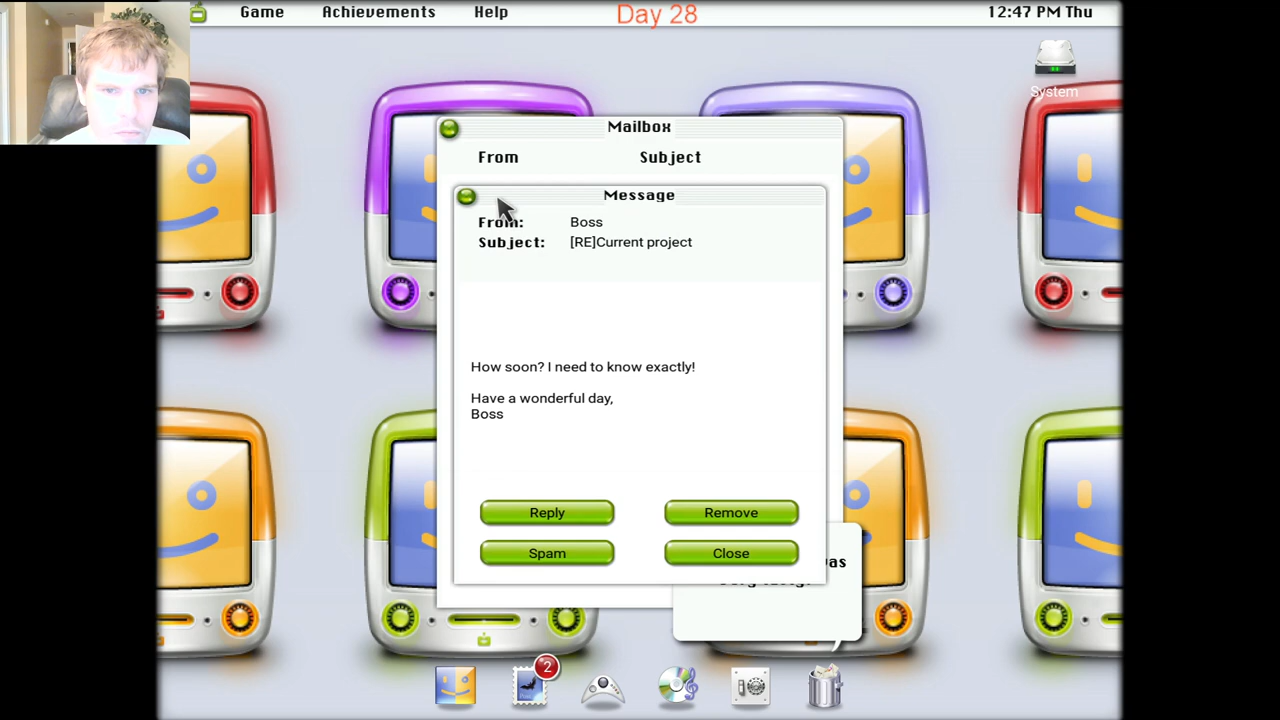 Game Achievements Help Day 28 12:47 PM Thu
System
Mailbox
From Subject
Message
From: Boss
Subject: [RE]Current project
How soon? I need to know exactly!
Have a wonderful day,
Boss
Reply Remove
Spam Close
2